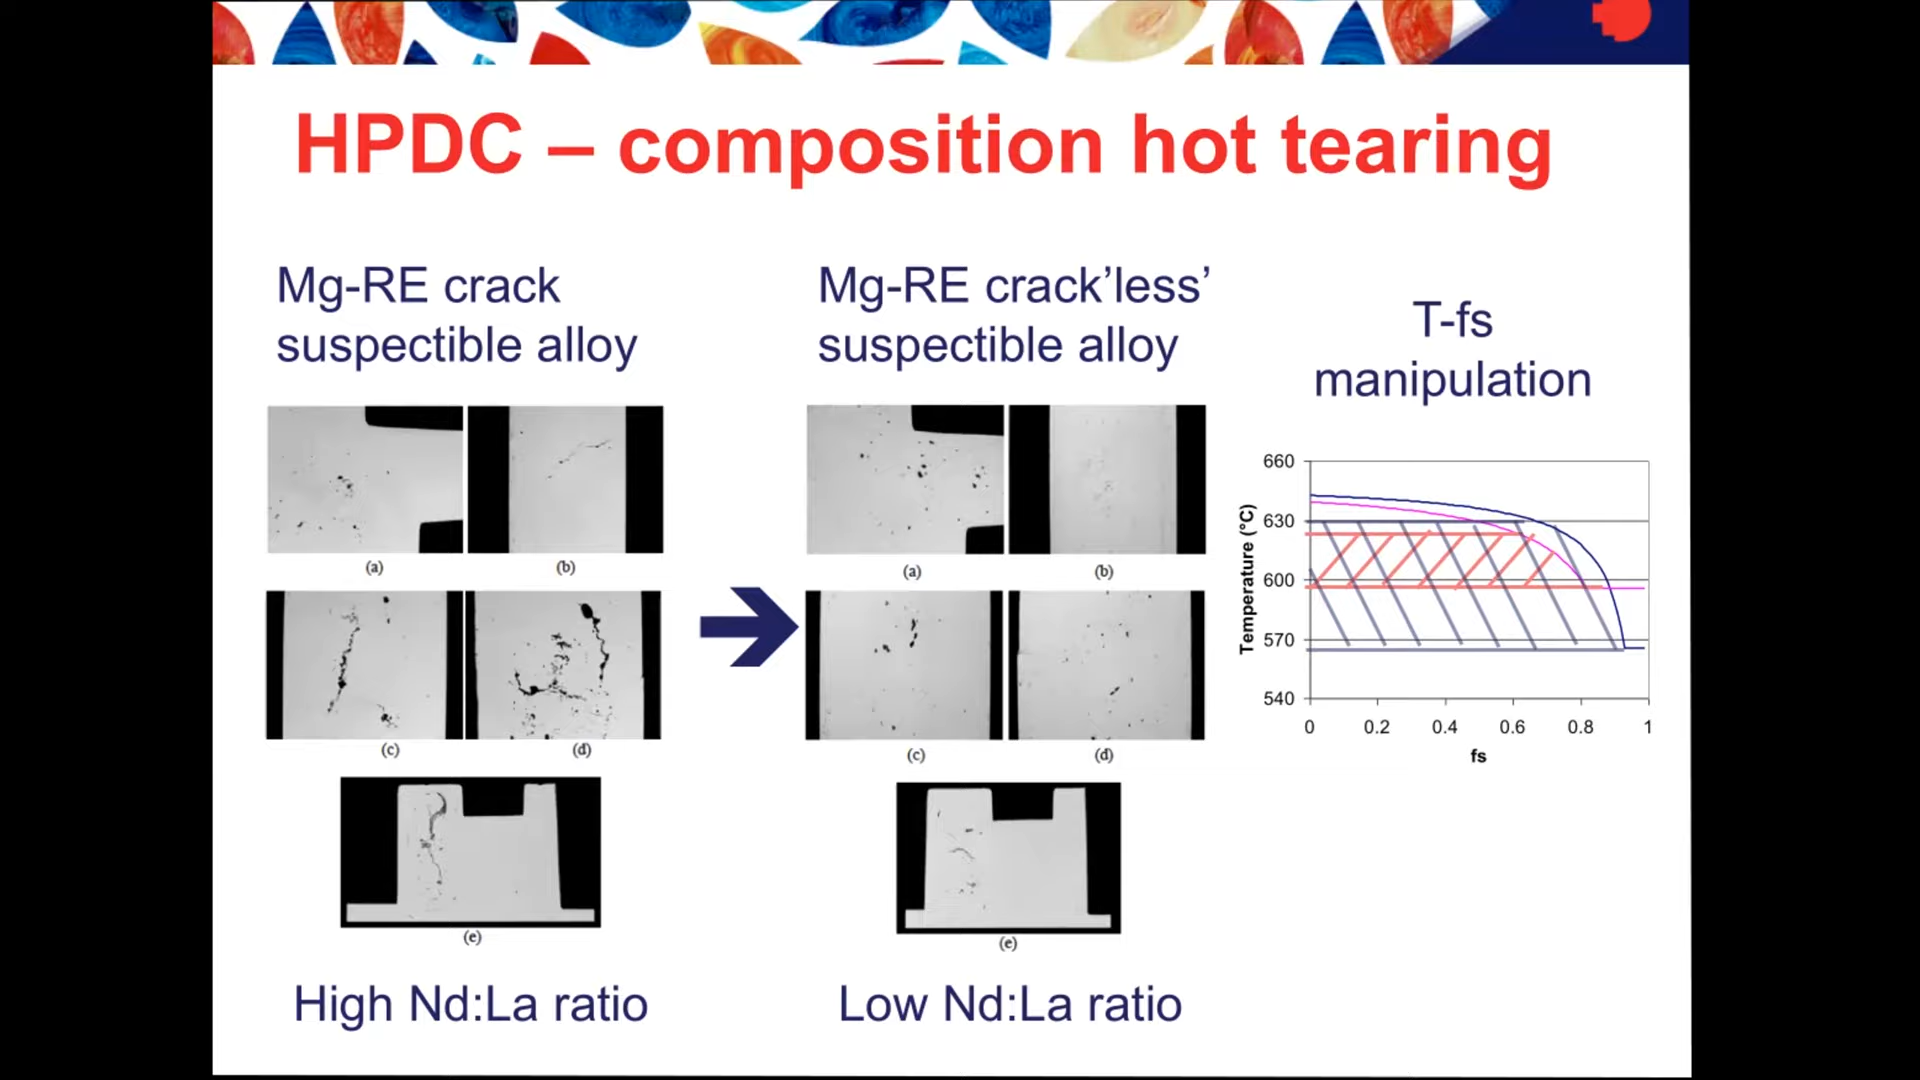 HPDC – composition hot tearing
Mg-RE crack
suspectible alloy
(a)
(b)
(c)
(d)
(e)
High Nd:La ratio
Mg-RE crack’less’
suspectible alloy
(a)
(b)
(c)
(d)
(e)
Low Nd:La ratio
T-fs
manipulation
Temperature (°C)
660
630
600
570
540
0 0.2 0.4 0.6 0.8 1
fs